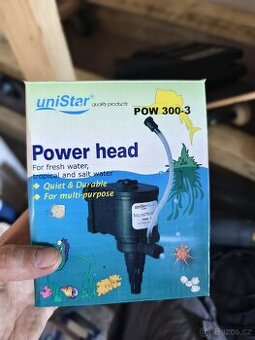 uniStar®
quality products
POW 300-3
Power head
For fresh water,
tropical and salt water
Quiet & Durable
For multi-purpose
uniStar